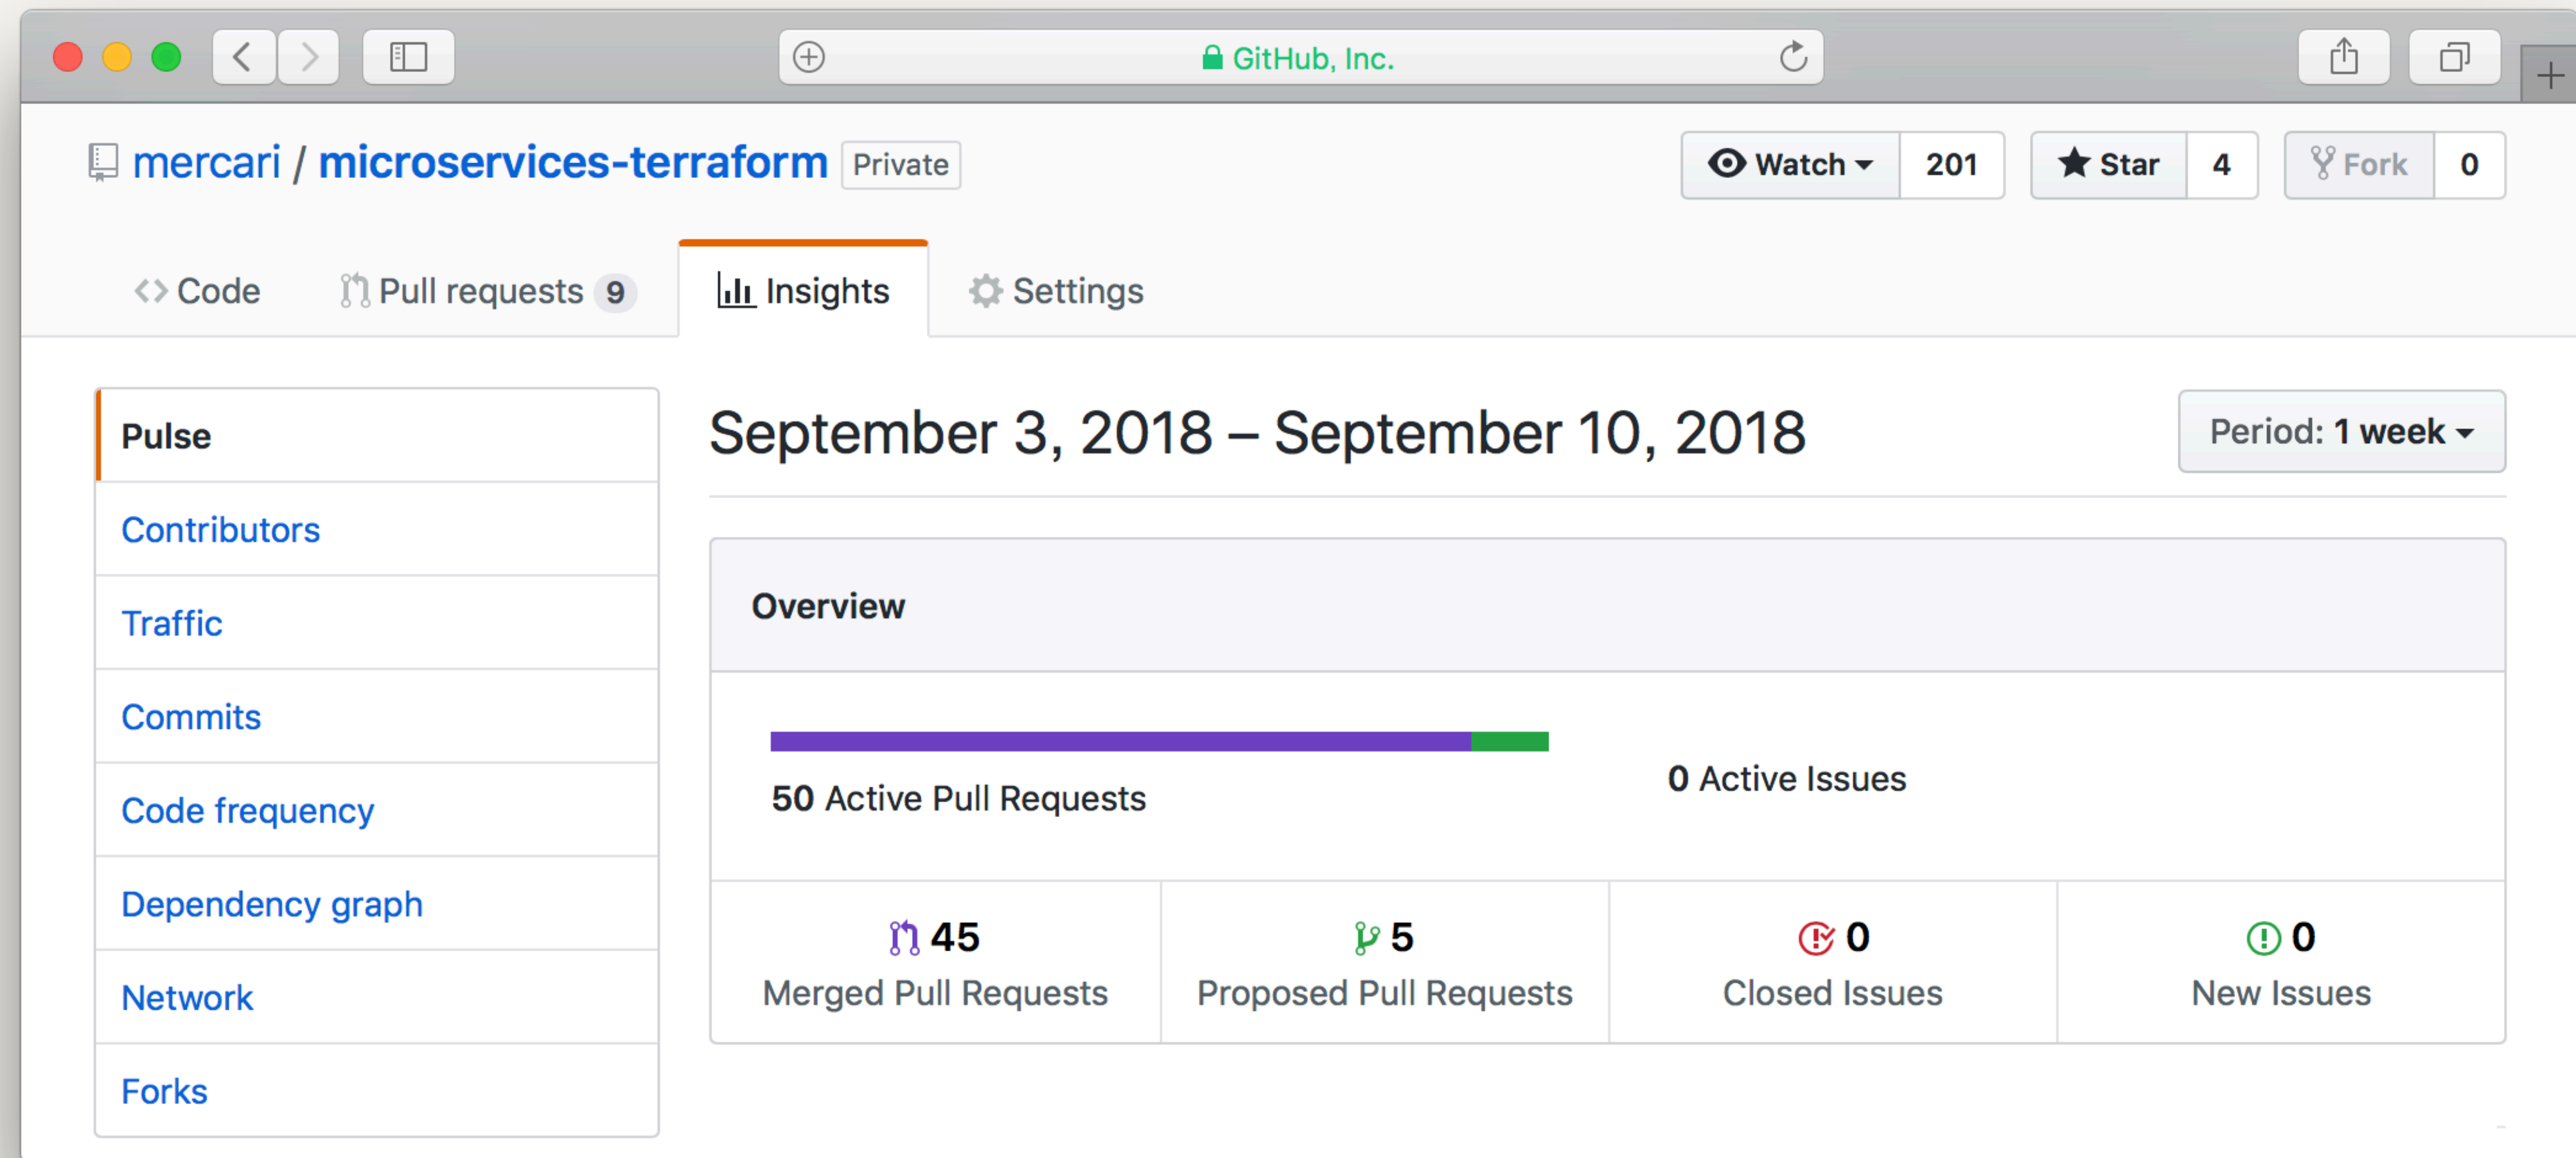 GitHub, Inc.
mercari / microservices-terraform Private
Watch 201 Star 4 Fork 0
Code Pull requests 9 Insights Settings
Pulse
Contributors
Traffic
Commits
Code frequency
Dependency graph
Network
Forks
September 3, 2018 – September 10, 2018
Period: 1 week
Overview
50 Active Pull Requests
0 Active Issues
45
Merged Pull Requests
5
Proposed Pull Requests
0
Closed Issues
0
New Issues